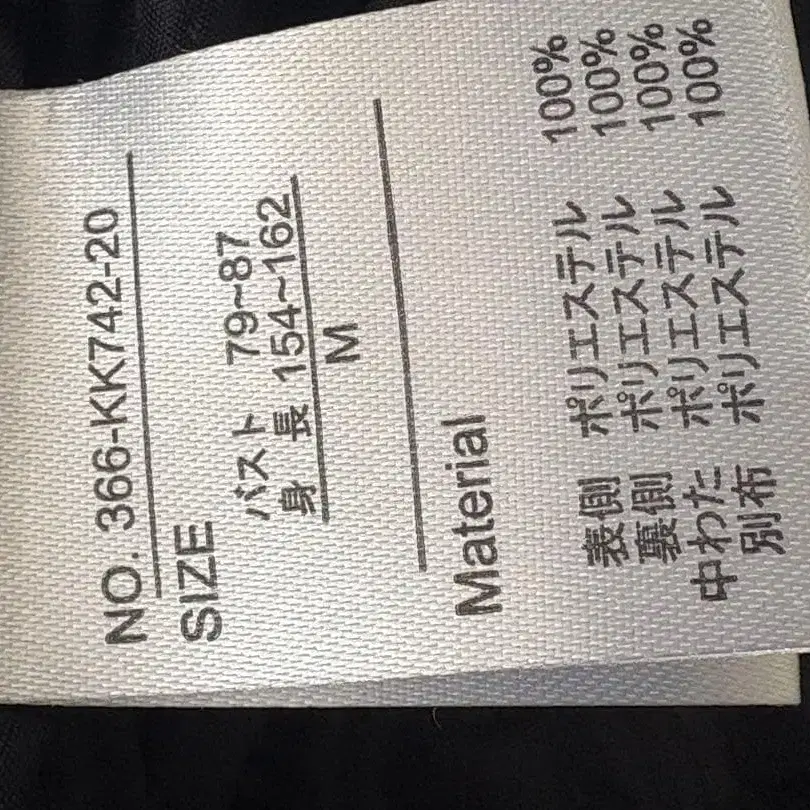 NO. 366-KK742-20
SIZE
バスト 79~87
身 長 154~162
M
Material
表側 ポリエステル 100%
裏側 ポリエステル 100%
中わた ポリエステル 100%
別布 ポリエステル 100%